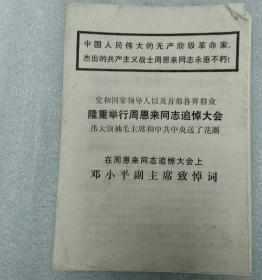 中国人民伟大的无产阶级革命家、
杰出的共产主义战士周恩来同志永垂不朽！
党和国家领导人以及首都各界群众
隆重举行周恩来同志追悼大会
伟大领袖毛主席和中共中央送了花圈
在周恩来同志追悼大会上
邓小平副主席致悼词